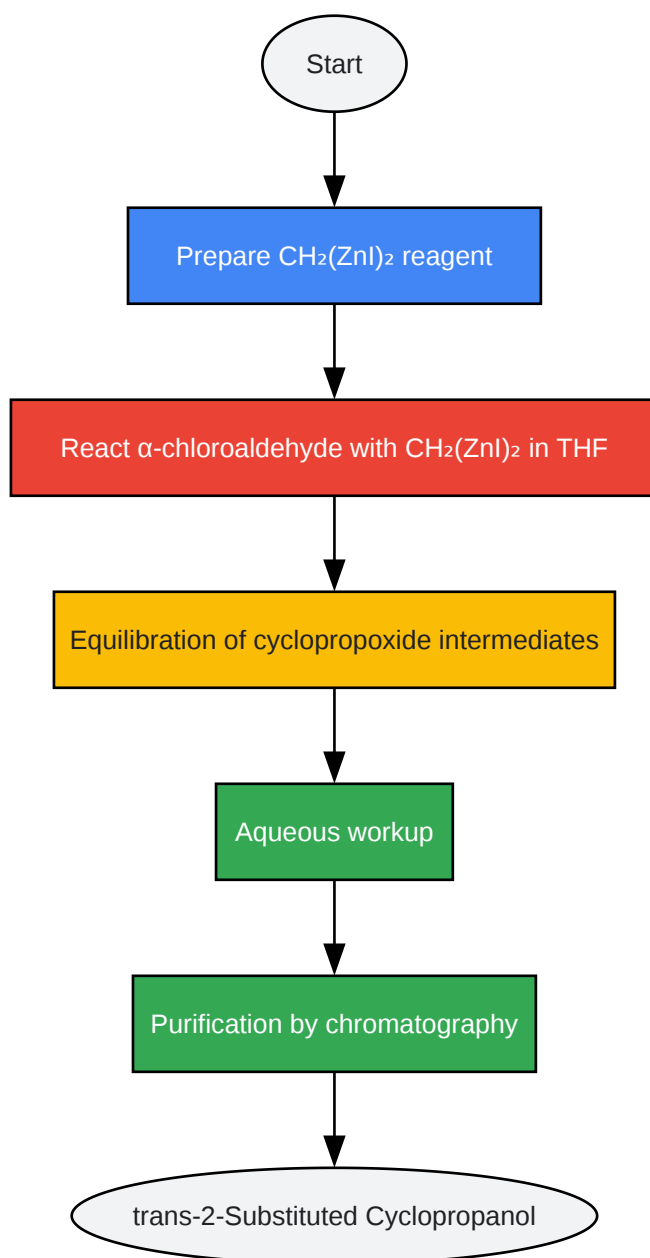 Start
Prepare CH₂(ZnI)₂ reagent
React α-chloroaldehyde with CH₂(ZnI)₂ in THF
Equilibration of cyclopropoxide intermediates
Aqueous workup
Purification by chromatography
trans-2-Substituted Cyclopropanol